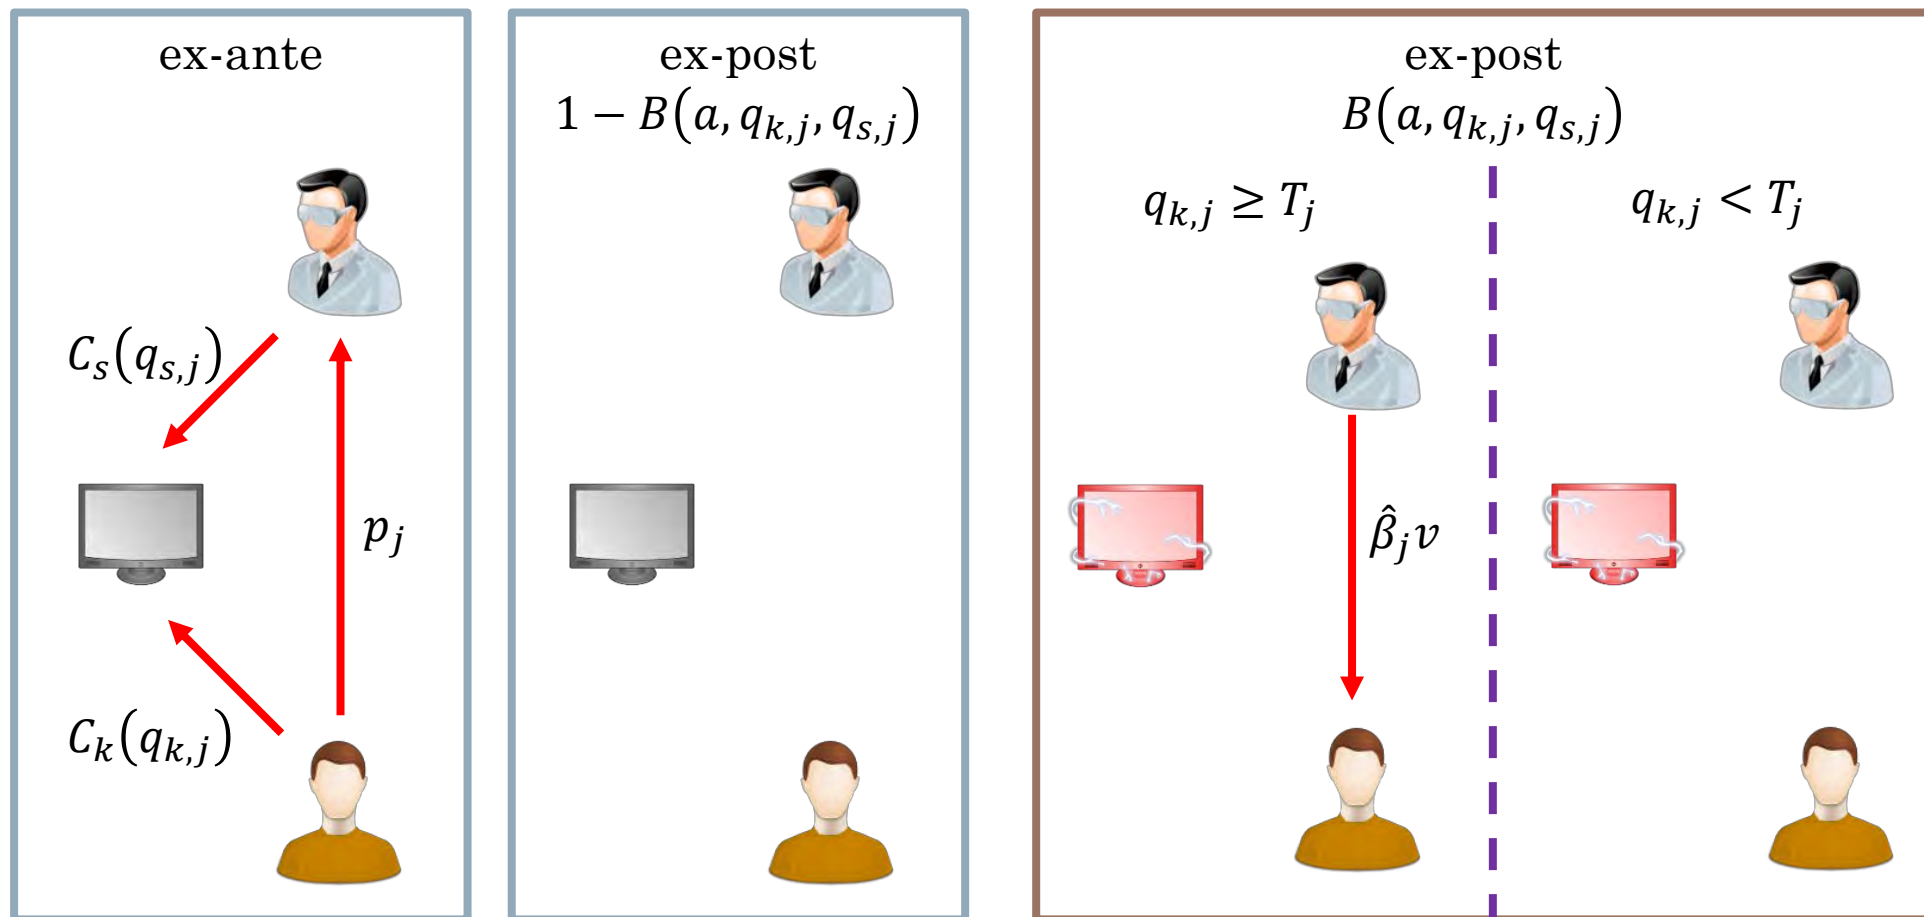 ex-ante
C_s(q_{s,j})
p_j
C_k(q_{k,j})
ex-post
1 − B(a, q_{k,j}, q_{s,j})
ex-post
B(a, q_{k,j}, q_{s,j})
q_{k,j} ≥ T_j
q_{k,j} < T_j
β̂_j v